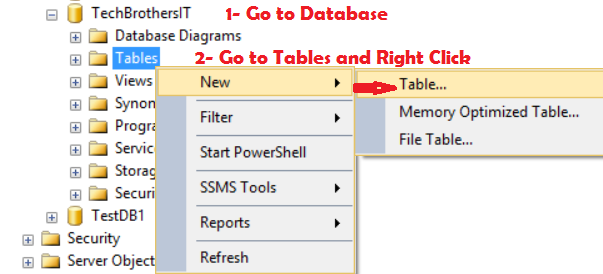 TechBrothersIT 1- Go to Database
Database Diagrams
Tables 2- Go to Tables and Right Click
Views New Table...
Synon Memory Optimized Table...
Progra Filter File Table...
Servic Start PowerShell
Storag SSMS Tools
Securi
TestDB1 Reports
Security
Server Object Refresh